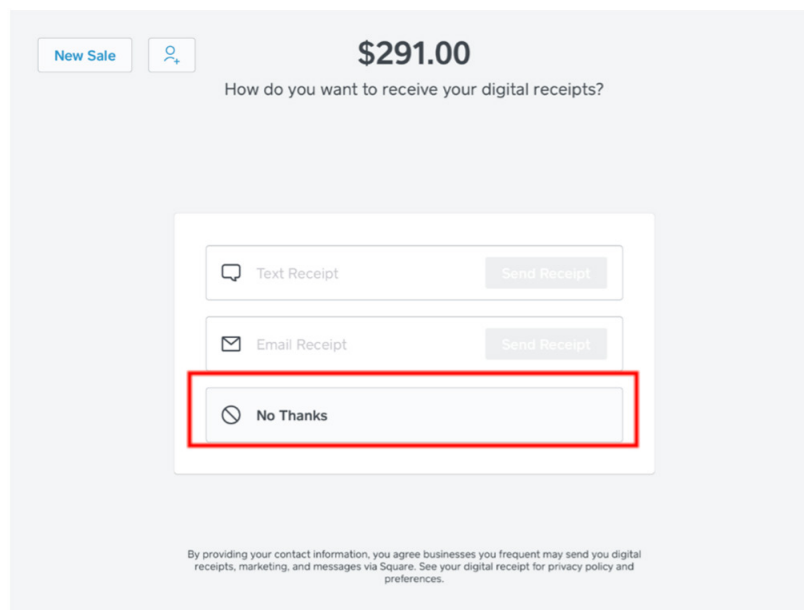 New Sale
$291.00
How do you want to receive your digital receipts?
Text Receipt
Send Receipt
Email Receipt
Send Receipt
No Thanks
By providing your contact information, you agree businesses you frequent may send you digital
receipts, marketing, and messages via Square. See your digital receipt for privacy policy and
preferences.